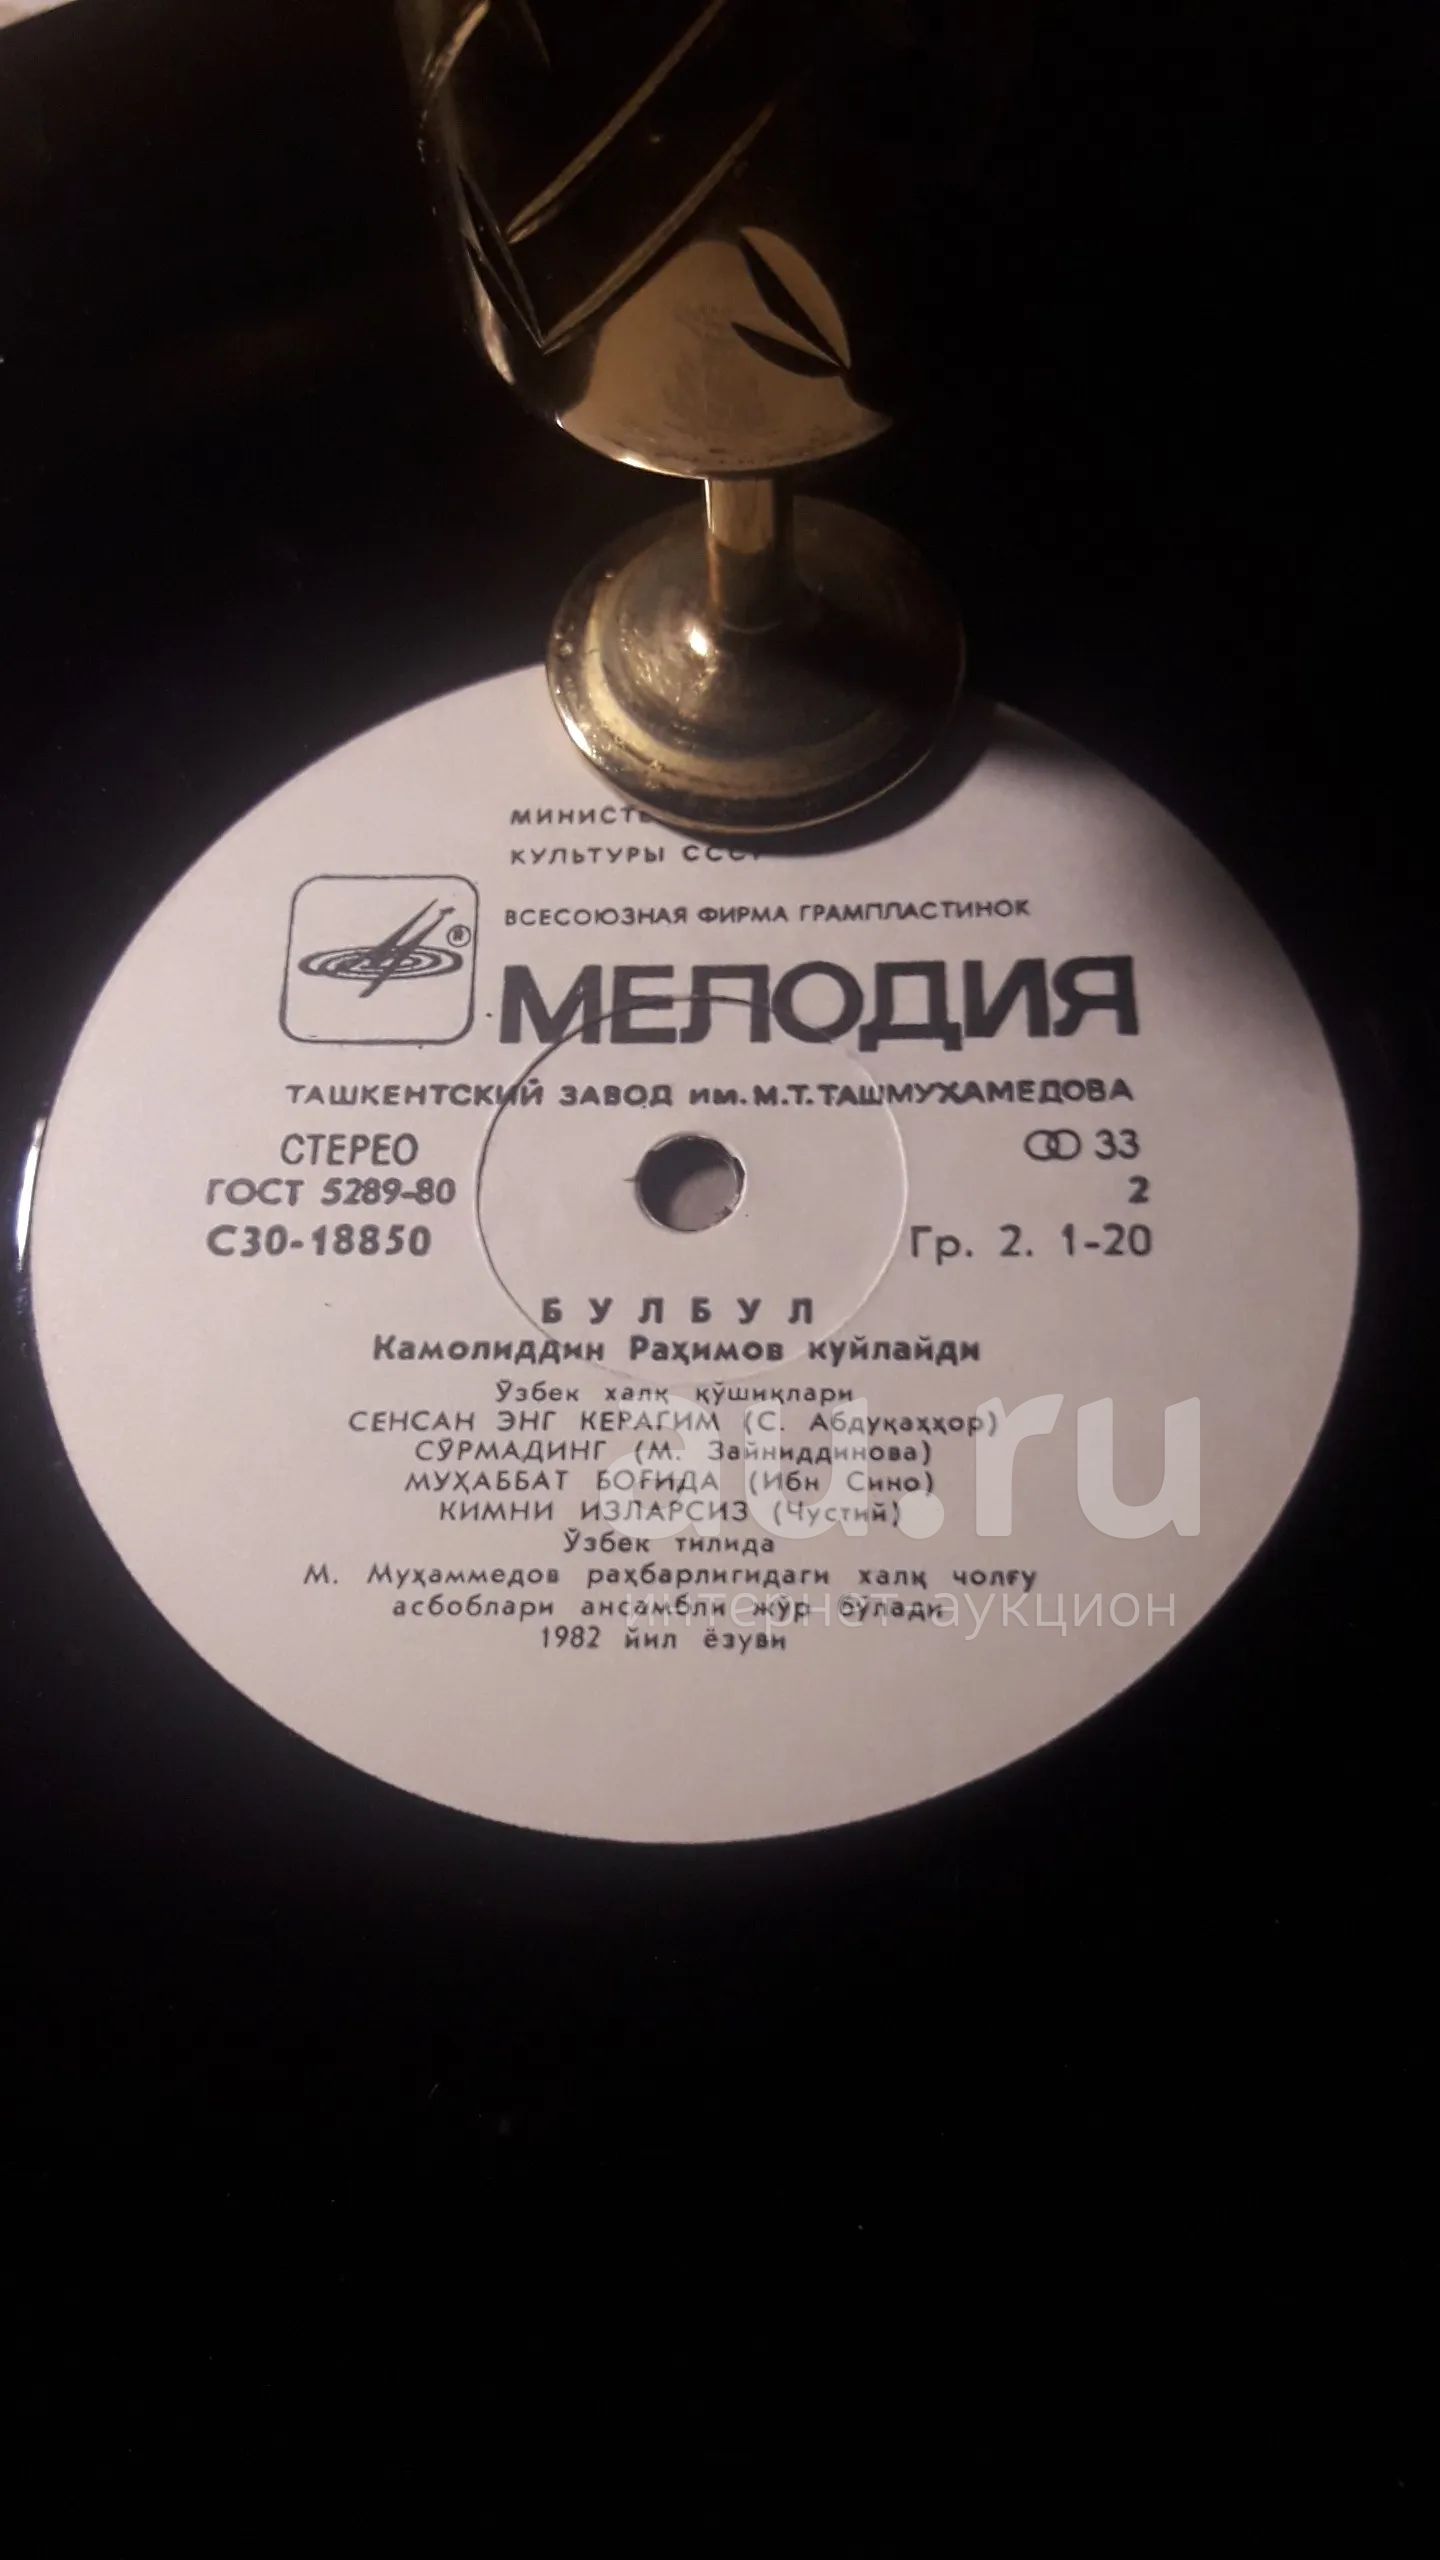 КУЛЬТУРЫ СССР
ВСЕСОЮЗНАЯ ФИРМА ГРАМПЛАСТИНОК
®
МЕЛОДИЯ
ТАШКЕНТСКИЙ ЗАВОД им. М.Т.ТАШМУХАМЕДОВА
СТЕРЕО 33
ГОСТ 5289-80 2
С30-18850 Гр. 2. 1-20
БУЛБУЛ
Камолиддин Раҳимов куйлайди
Ўзбек халқ қўшиқлари
СЕНСАН ЭНГ КЕРАГИМ (С. Абдуқаҳҳор)
СЎРМАДИНГ (М. Зайниддинова)
МУҲАББАТ БОҒИДА (Ибн Сино)
КИМНИ ИЗЛАРСИЗ (Чустий)
Ўзбек тилида
М. Муҳаммедов раҳбарлигидаги халқ чолғу
асбоблари ансамбли жўр бўлади
1982 йил ёзуви
au.ru
интернет-аукцион